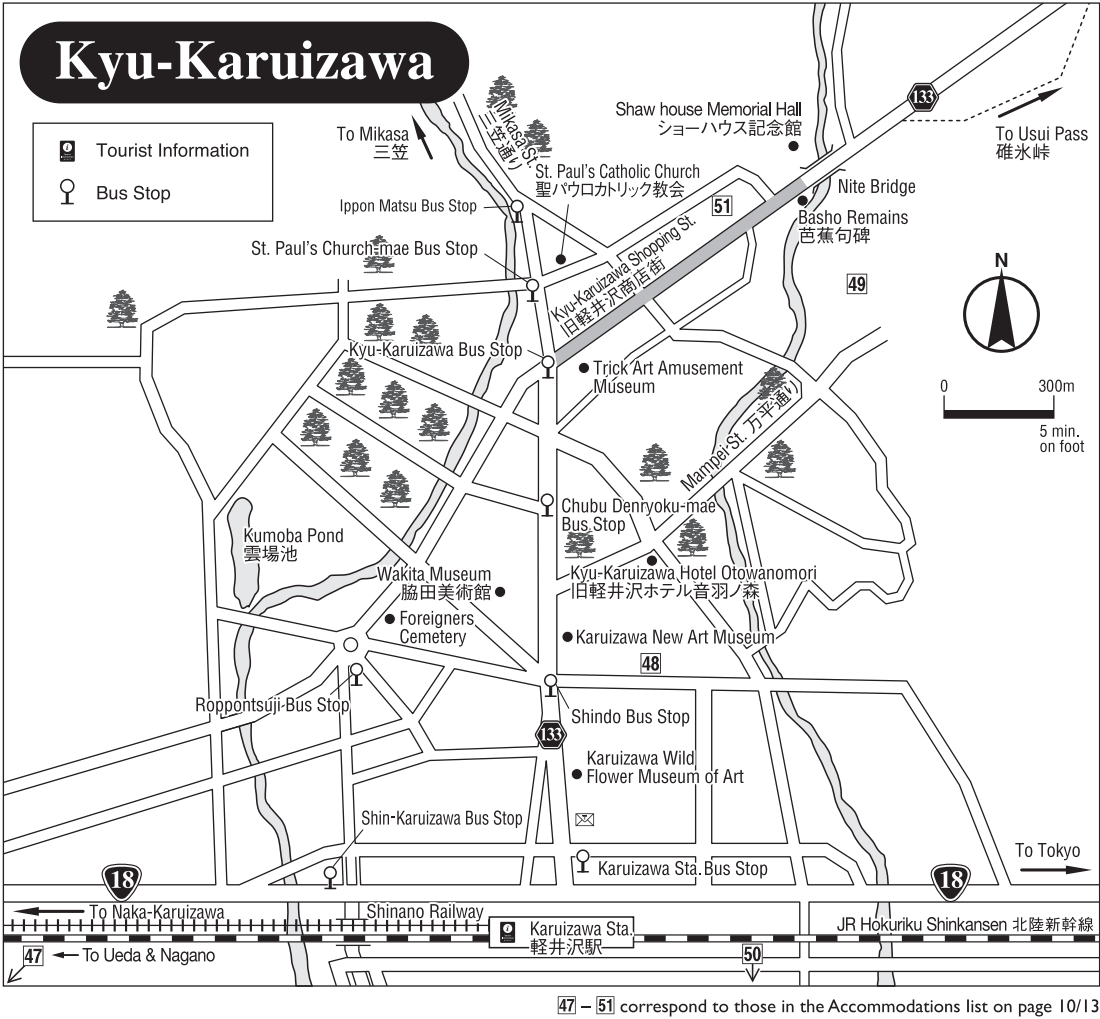 Kyu-Karuizawa
Tourist Information
Bus Stop
To Mikasa
三笠
Mikasa St.
三笠通り
Shaw house Memorial Hall
ショーハウス記念館
133
To Usui Pass
碓氷峠
St. Paul's Catholic Church
聖パウロカトリック教会
Ippon Matsu Bus Stop
51
Nite Bridge
Basho Remains
芭蕉句碑
St. Paul's Church-mae Bus Stop
Kyu-Karuizawa Shopping St.
旧軽井沢商店街
49
N
Kyu-Karuizawa Bus Stop
Trick Art Amusement
Museum
0 300m
5 min.
on foot
Mampei St. 万平通り
Chubu Denryoku-mae
Bus Stop
Kumoba Pond
雲場池
Wakita Museum
脇田美術館
Kyu-Karuizawa Hotel Otowanomori
旧軽井沢ホテル音羽ノ森
Foreigners
Cemetery
Karuizawa New Art Museum
48
Roppontsuji Bus Stop
Shindo Bus Stop
133
Karuizawa Wild
Flower Museum of Art
Shin-Karuizawa Bus Stop
Karuizawa Sta. Bus Stop
To Tokyo
18
18
To Naka-Karuizawa
Shinano Railway
Karuizawa Sta.
軽井沢駅
JR Hokuriku Shinkansen 北陸新幹線
47
To Ueda & Nagano
50
47 – 51 correspond to those in the Accommodations list on page 10/13